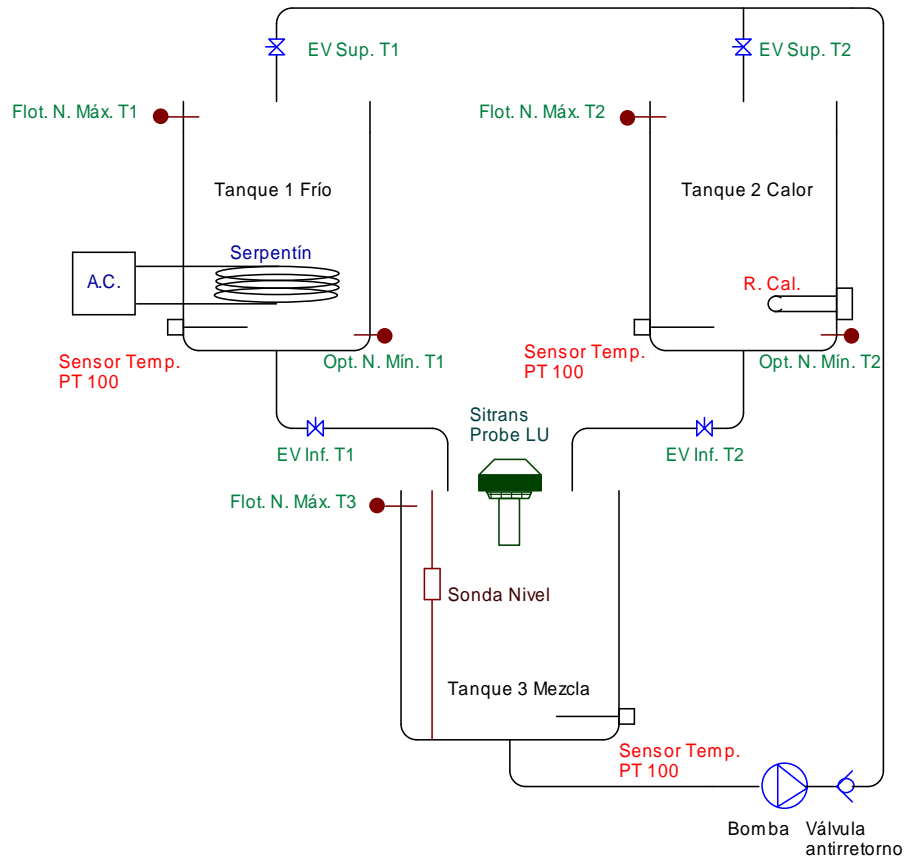 EV Sup. T1
EV Sup. T2
Flot. N. Máx. T1
Flot. N. Máx. T2
Tanque 1 Frío
Tanque 2 Calor
Serpentín
A.C.
R. Cal.
Sensor Temp.
PT 100
Opt. N. Mín. T1
Sensor Temp.
PT 100
Opt. N. Mín. T2
Sitrans
Probe LU
EV Inf. T1
EV Inf. T2
Flot. N. Máx. T3
Sonda Nivel
Tanque 3 Mezcla
Sensor Temp.
PT 100
Bomba
Válvula
antirretorno